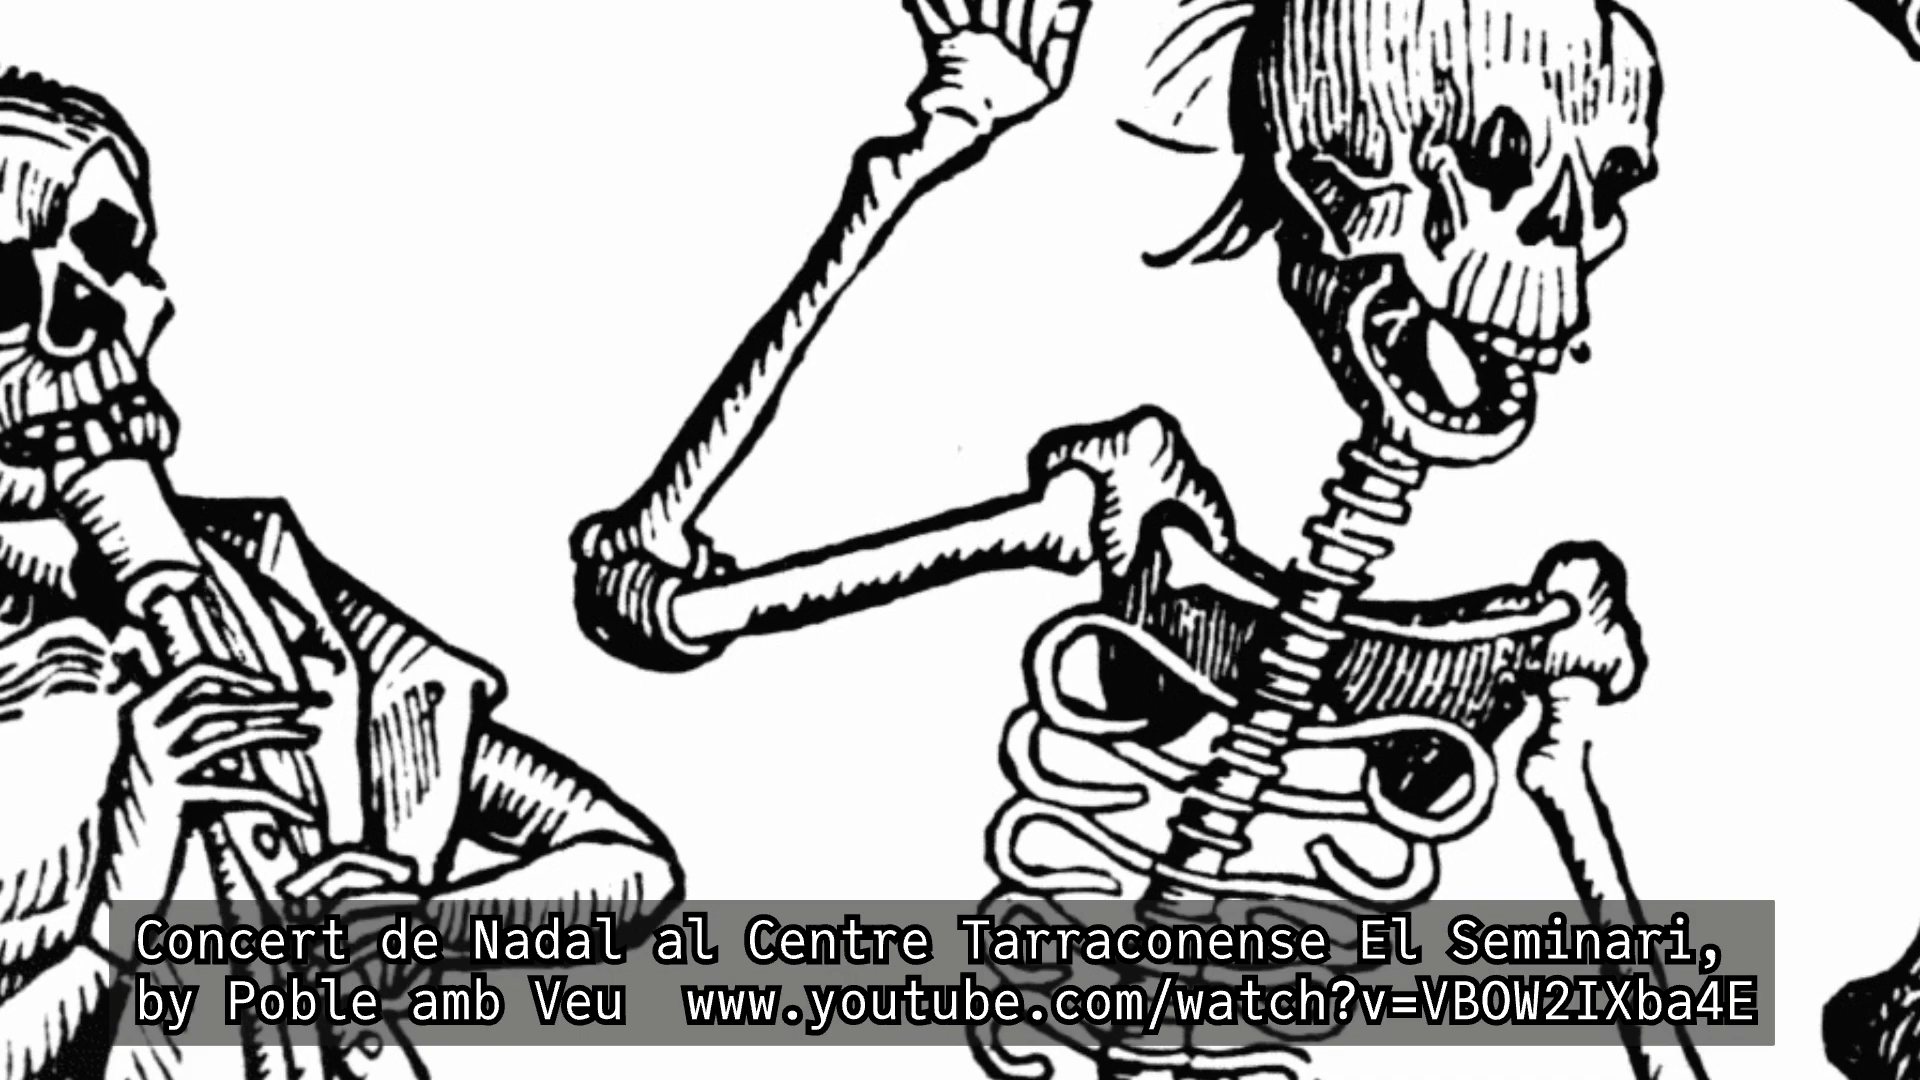 Concert de Nadal al Centre Tarraconense El Seminari,
by Poble amb Veu  www.youtube.com/watch?v=VBOW2IXba4E